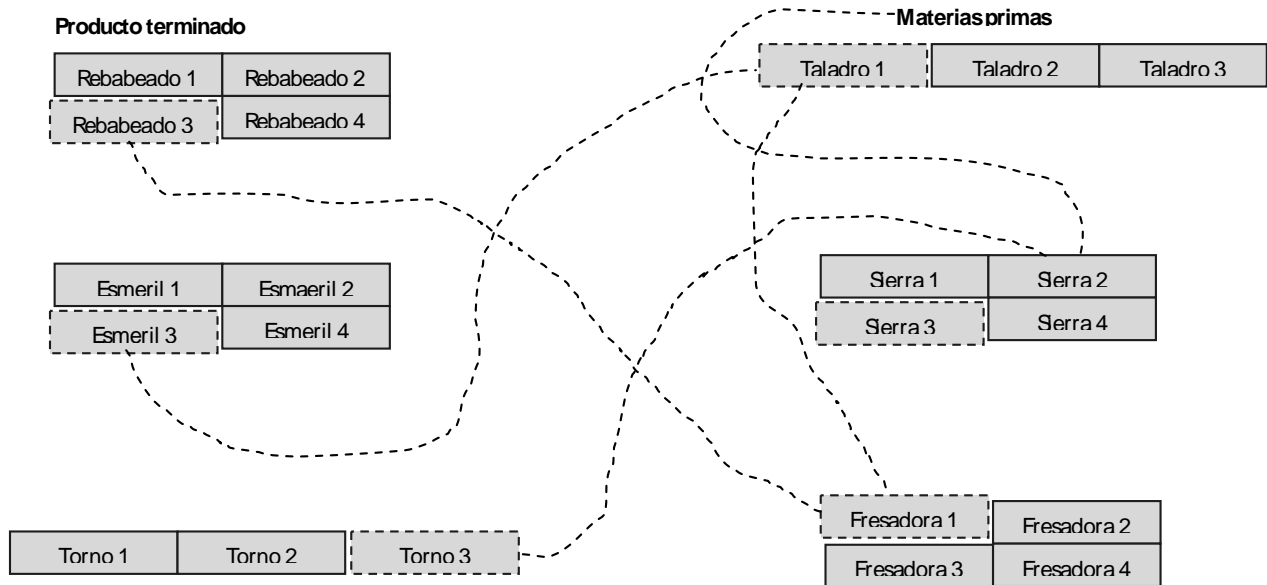 Producto terminado
Materias primas
Rebabeado 1
Rebabeado 2
Rebabeado 3
Rebabeado 4
Taladro 1
Taladro 2
Taladro 3
Esmeril 1
Esmaeril 2
Esmeril 3
Esmeril 4
Sierra 1
Sierra 2
Sierra 3
Sierra 4
Torno 1
Torno 2
Torno 3
Fresadora 1
Fresadora 2
Fresadora 3
Fresadora 4